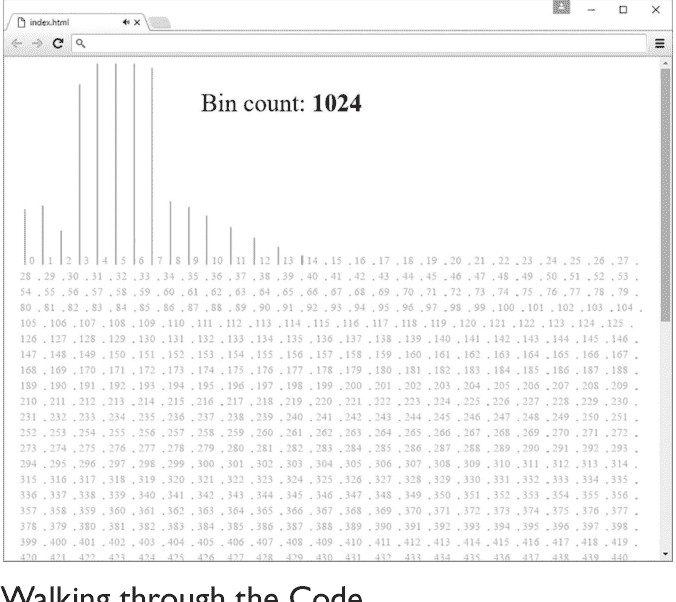 index.html
Bin count: 1024
0 1 2 3 4 5 6 7 8 9 10 11 12 13 14 . 15 . 16 . 17 . 18 . 19 . 20 . 21 . 22 . 23 . 24 . 25 . 26 . 27 .
28 . 29 . 30 . 31 . 32 . 33 . 34 . 35 . 36 . 37 . 38 . 39 . 40 . 41 . 42 . 43 . 44 . 45 . 46 . 47 . 48 . 49 . 50 . 51 . 52 . 53 .
54 . 55 . 56 . 57 . 58 . 59 . 60 . 61 . 62 . 63 . 64 . 65 . 66 . 67 . 68 . 69 . 70 . 71 . 72 . 73 . 74 . 75 . 76 . 77 . 78 . 79 .
80 . 81 . 82 . 83 . 84 . 85 . 86 . 87 . 88 . 89 . 90 . 91 . 92 . 93 . 94 . 95 . 96 . 97 . 98 . 99 . 100 . 101 . 102 . 103 . 104 .
105 . 106 . 107 . 108 . 109 . 110 . 111 . 112 . 113 . 114 . 115 . 116 . 117 . 118 . 119 . 120 . 121 . 122 . 123 . 124 . 125 .
126 . 127 . 128 . 129 . 130 . 131 . 132 . 133 . 134 . 135 . 136 . 137 . 138 . 139 . 140 . 141 . 142 . 143 . 144 . 145 . 146 .
147 . 148 . 149 . 150 . 151 . 152 . 153 . 154 . 155 . 156 . 157 . 158 . 159 . 160 . 161 . 162 . 163 . 164 . 165 . 166 . 167 .
168 . 169 . 170 . 171 . 172 . 173 . 174 . 175 . 176 . 177 . 178 . 179 . 180 . 181 . 182 . 183 . 184 . 185 . 186 . 187 . 188 .
189 . 190 . 191 . 192 . 193 . 194 . 195 . 196 . 197 . 198 . 199 . 200 . 201 . 202 . 203 . 204 . 205 . 206 . 207 . 208 . 209 .
210 . 211 . 212 . 213 . 214 . 215 . 216 . 217 . 218 . 219 . 220 . 221 . 222 . 223 . 224 . 225 . 226 . 227 . 228 . 229 . 230 .
231 . 232 . 233 . 234 . 235 . 236 . 237 . 238 . 239 . 240 . 241 . 242 . 243 . 244 . 245 . 246 . 247 . 248 . 249 . 250 . 251 .
252 . 253 . 254 . 255 . 256 . 257 . 258 . 259 . 260 . 261 . 262 . 263 . 264 . 265 . 266 . 267 . 268 . 269 . 270 . 271 . 272 .
273 . 274 . 275 . 276 . 277 . 278 . 279 . 280 . 281 . 282 . 283 . 284 . 285 . 286 . 287 . 288 . 289 . 290 . 291 . 292 . 293 .
294 . 295 . 296 . 297 . 298 . 299 . 300 . 301 . 302 . 303 . 304 . 305 . 306 . 307 . 308 . 309 . 310 . 311 . 312 . 313 . 314 .
315 . 316 . 317 . 318 . 319 . 320 . 321 . 322 . 323 . 324 . 325 . 326 . 327 . 328 . 329 . 330 . 331 . 332 . 333 . 334 . 335 .
336 . 337 . 338 . 339 . 340 . 341 . 342 . 343 . 344 . 345 . 346 . 347 . 348 . 349 . 350 . 351 . 352 . 353 . 354 . 355 . 356 .
357 . 358 . 359 . 360 . 361 . 362 . 363 . 364 . 365 . 366 . 367 . 368 . 369 . 370 . 371 . 372 . 373 . 374 . 375 . 376 . 377 .
378 . 379 . 380 . 381 . 382 . 383 . 384 . 385 . 386 . 387 . 388 . 389 . 390 . 391 . 392 . 393 . 394 . 395 . 396 . 397 . 398 .
399 . 400 . 401 . 402 . 403 . 404 . 405 . 406 . 407 . 408 . 409 . 410 . 411 . 412 . 413 . 414 . 415 . 416 . 417 . 418 . 419 .
420 421 422 423 424 425 426 427 428 429 430 431 432 433 434 435 436 437 438 439 440
Walking through the Code